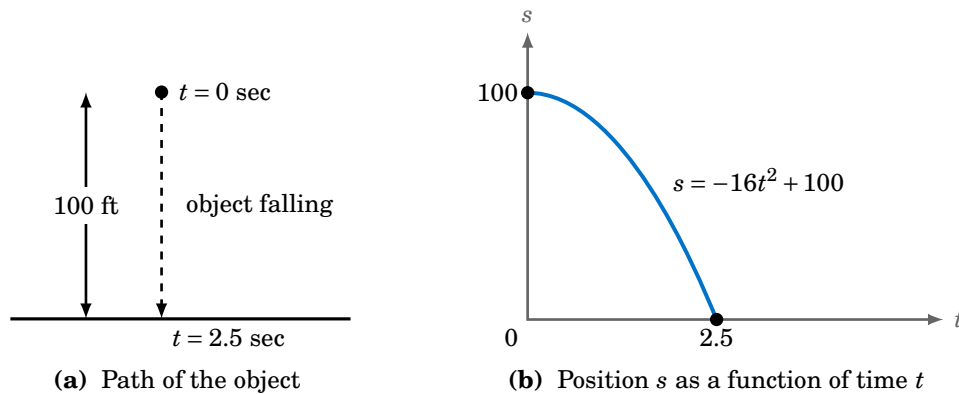 t = 0 sec
100 ft
object falling
t = 2.5 sec
(a) Path of the object
s
100
s = −16t² + 100
0
2.5
t
(b) Position s as a function of time t